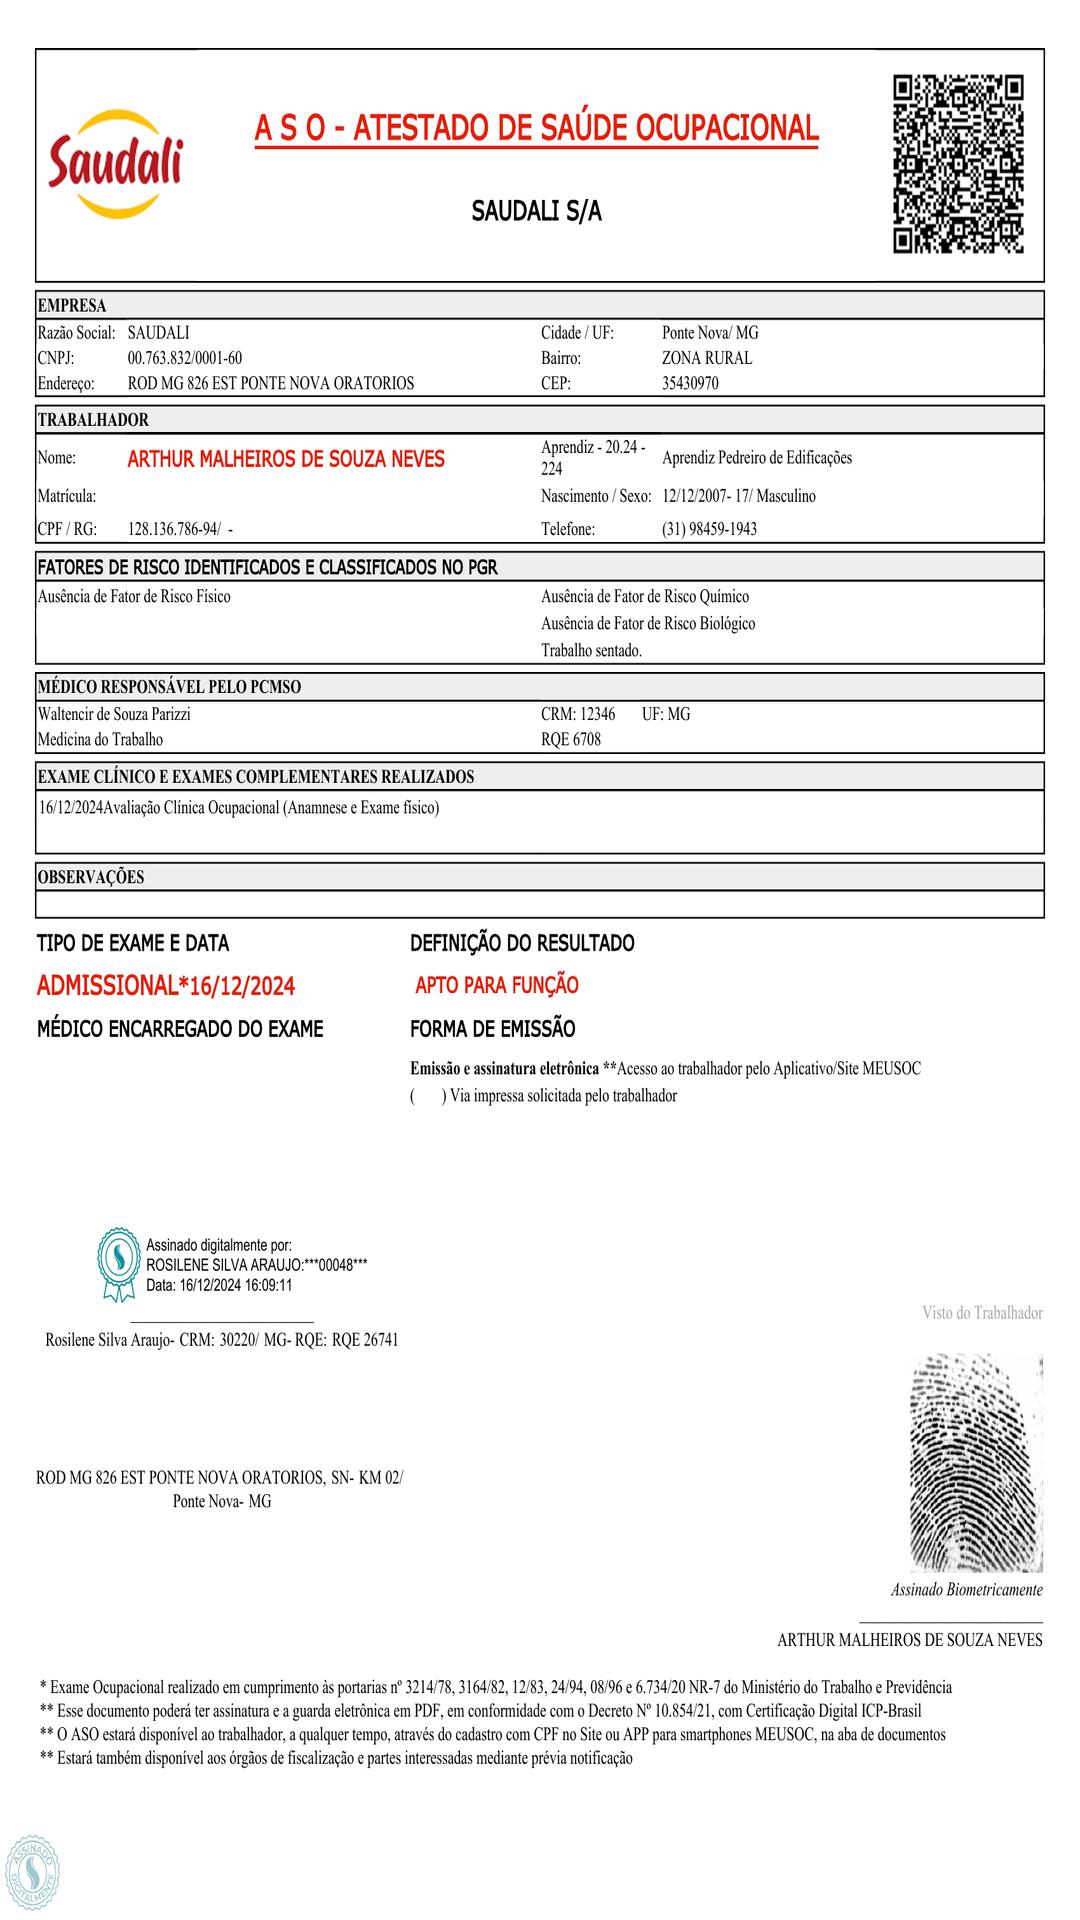 Saudali
A S O - ATESTADO DE SAÚDE OCUPACIONAL
SAUDALI S/A
EMPRESA
Razão Social: SAUDALI Cidade / UF: Ponte Nova/ MG
CNPJ: 00.763.832/0001-60 Bairro: ZONA RURAL
Endereço: ROD MG 826 EST PONTE NOVA ORATORIOS CEP: 35430970
TRABALHADOR
Nome: ARTHUR MALHEIROS DE SOUZA NEVES Aprendiz - 20.24 - 224 Aprendiz Pedreiro de Edificações
Matrícula: Nascimento / Sexo: 12/12/2007- 17/ Masculino
CPF / RG: 128.136.786-94/ - Telefone: (31) 98459-1943
FATORES DE RISCO IDENTIFICADOS E CLASSIFICADOS NO PGR
Ausência de Fator de Risco Físico Ausência de Fator de Risco Químico
Ausência de Fator de Risco Biológico
Trabalho sentado.
MÉDICO RESPONSÁVEL PELO PCMSO
Waltencir de Souza Parizzi CRM: 12346 UF: MG
Medicina do Trabalho RQE 6708
EXAME CLÍNICO E EXAMES COMPLEMENTARES REALIZADOS
16/12/2024Avaliação Clínica Ocupacional (Anamnese e Exame físico)
OBSERVAÇÕES
TIPO DE EXAME E DATA DEFINIÇÃO DO RESULTADO
ADMISSIONAL*16/12/2024 APTO PARA FUNÇÃO
MÉDICO ENCARREGADO DO EXAME FORMA DE EMISSÃO
Emissão e assinatura eletrônica **Acesso ao trabalhador pelo Aplicativo/Site MEUSOC
( ) Via impressa solicitada pelo trabalhador
Assinado digitalmente por:
ROSILENE SILVA ARAUJO:***00048***
Data: 16/12/2024 16:09:11
Visto do Trabalhador
Rosilene Silva Araujo- CRM: 30220/ MG- RQE: RQE 26741
ROD MG 826 EST PONTE NOVA ORATORIOS, SN- KM 02/
Ponte Nova- MG
Assinado Biometricamente
ARTHUR MALHEIROS DE SOUZA NEVES
* Exame Ocupacional realizado em cumprimento às portarias nº 3214/78, 3164/82, 12/83, 24/94, 08/96 e 6.734/20 NR-7 do Ministério do Trabalho e Previdência
** Esse documento poderá ter assinatura e a guarda eletrônica em PDF, em conformidade com o Decreto Nº 10.854/21, com Certificação Digital ICP-Brasil
** O ASO estará disponível ao trabalhador, a qualquer tempo, através do cadastro com CPF no Site ou APP para smartphones MEUSOC, na aba de documentos
** Estará também disponível aos órgãos de fiscalização e partes interessadas mediante prévia notificação
ASSINADO DIGITALMENTE